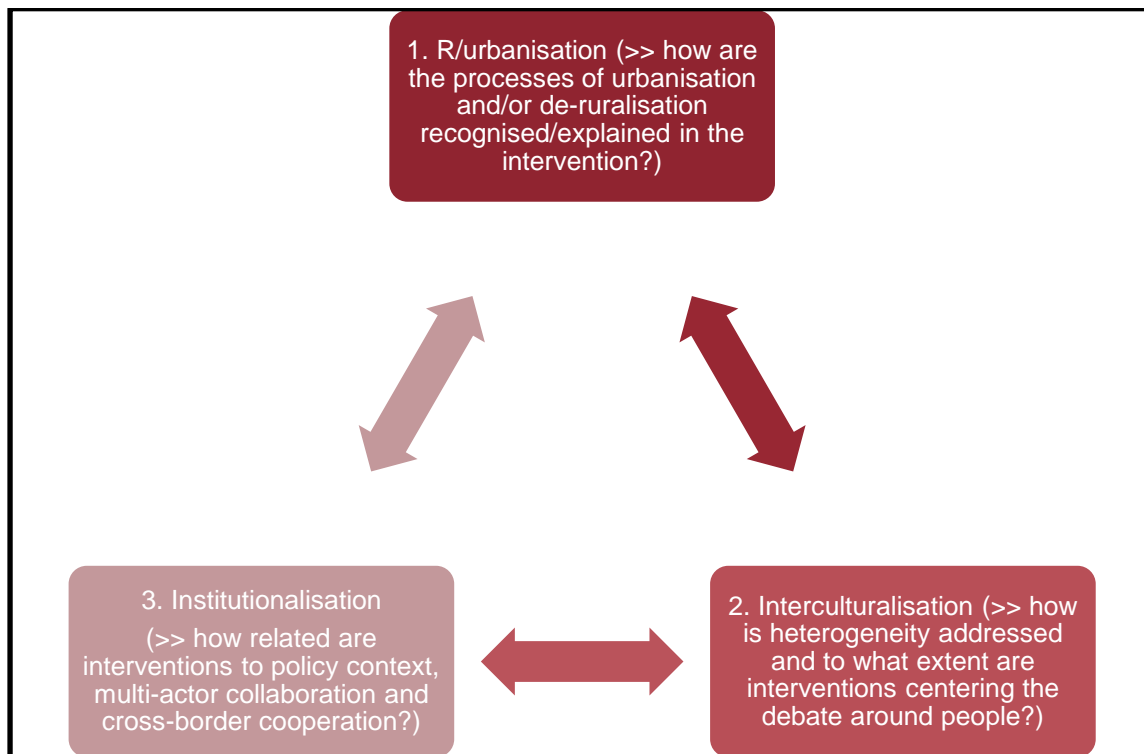 1. R/urbanisation (>> how are
the processes of urbanisation
and/or de-ruralisation
recognised/explained in the
intervention?)
3. Institutionalisation
(>> how related are
interventions to policy context,
multi-actor collaboration and
cross-border cooperation?)
2. Interculturalisation (>> how
is heterogeneity addressed
and to what extent are
interventions centering the
debate around people?)